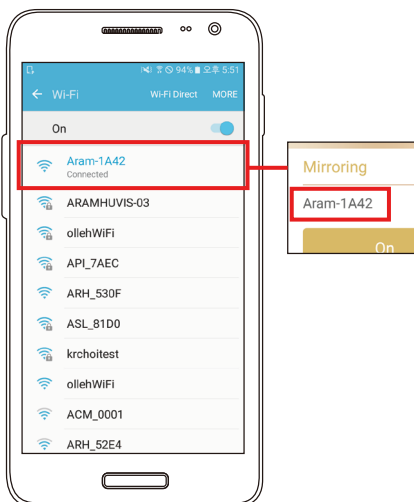 94% 오후 5:51
Wi-Fi Wi-Fi Direct MORE
On
Aram-1A42
Connected
ARAMHUVIS-03
ollehWiFi
API_7AEC
ARH_530F
ASL_81D0
krchoitest
ollehWiFi
ACM_0001
ARH_52E4
Mirroring
Aram-1A42
On